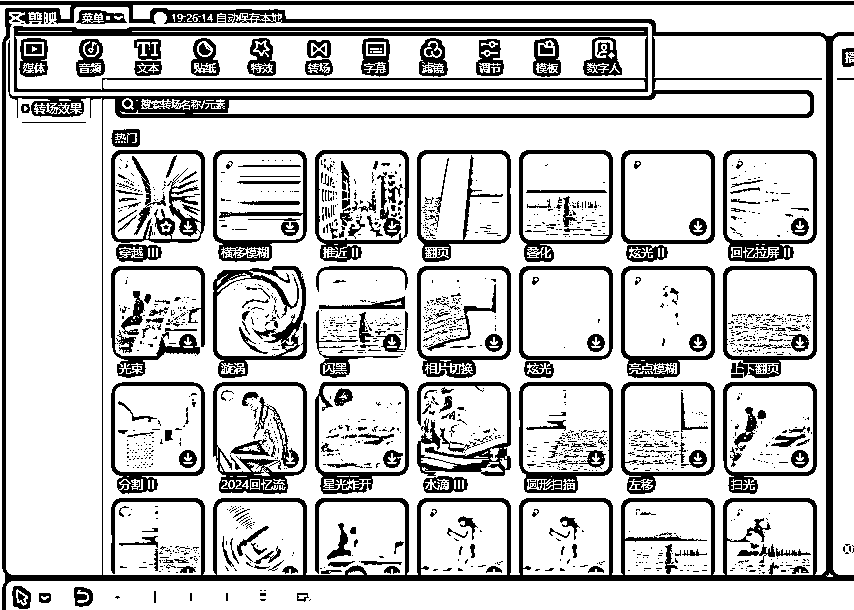 剪映 菜单 19:26:14 自动保存本地
媒体 音频 文本 贴纸 特效 转场 字幕 滤镜 调节 模板 数字人
转场效果 搜索转场名称/元素
热门
穿越 III 横移模糊 推近 II 翻页 叠化 炫光 II 回忆拉屏 II
光束 漩涡 闪黑 相片切换 炫光 亮点模糊 上下翻页
分割 II 2024回忆流 星光炸开 水滴 III 圆形扫描 左移 扫光